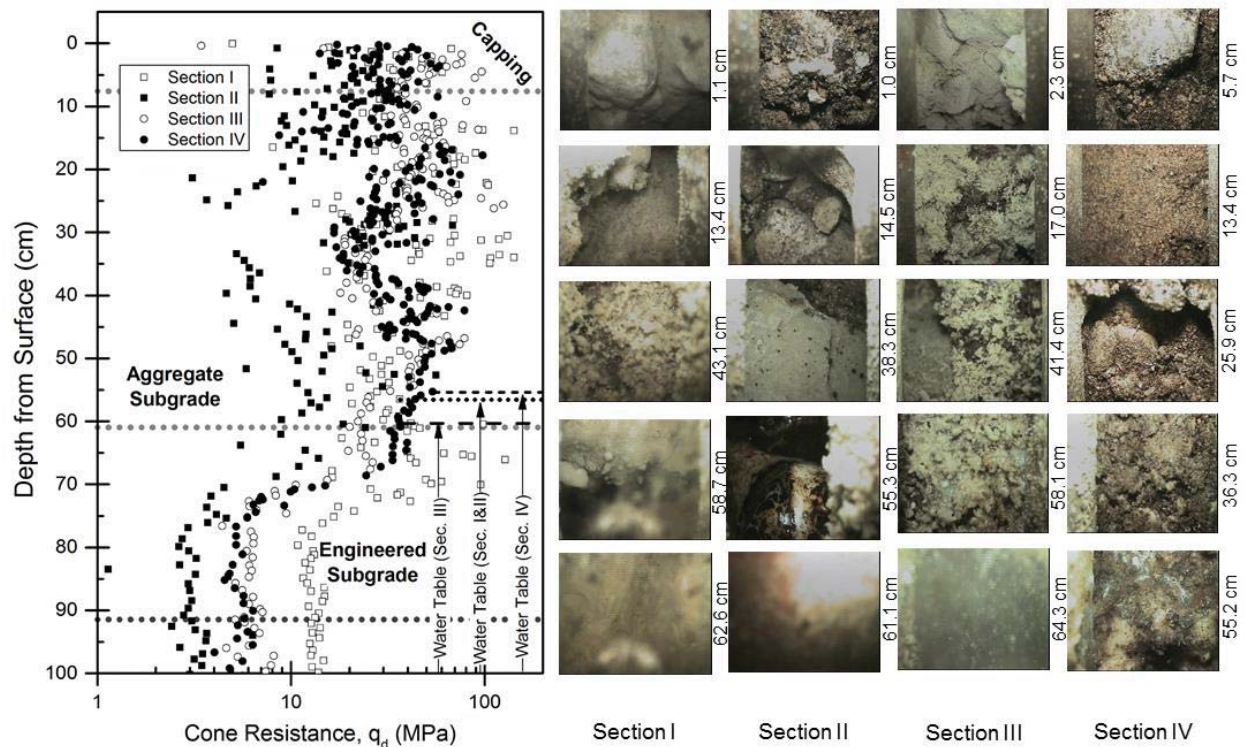 0
10
20
30
40
50
60
70
80
90
100
Depth from Surface (cm)
Section I
Section II
Section III
Section IV
Capping
Aggregate
Subgrade
Engineered
Subgrade
Water Table (Sec. III)
Water Table (Sec. I&II)
Water Table (Sec. IV)
1
10
100
Cone Resistance, qd (MPa)
1.1 cm
1.0 cm
2.3 cm
5.7 cm
13.4 cm
14.5 cm
17.0 cm
13.4 cm
43.1 cm
38.3 cm
41.4 cm
25.9 cm
58.7 cm
55.3 cm
58.1 cm
36.3 cm
62.6 cm
61.1 cm
64.3 cm
55.2 cm
Section I
Section II
Section III
Section IV